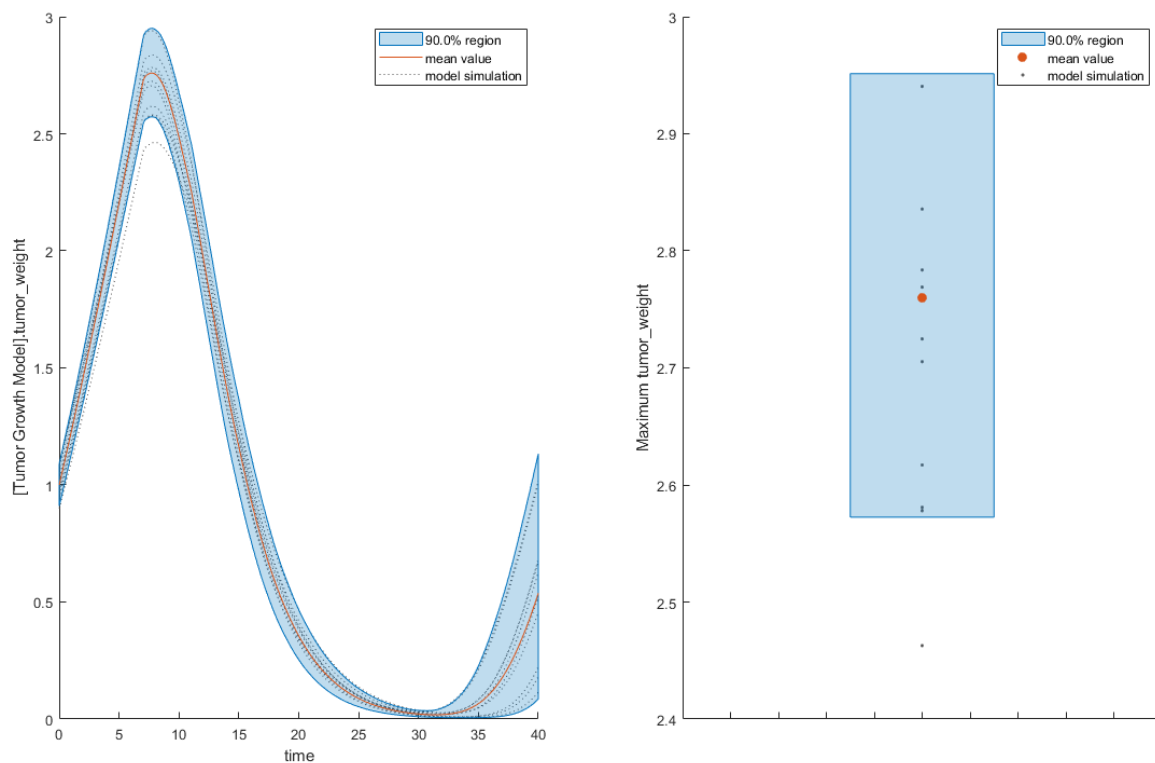 3
2.5
2
1.5
1
0.5
0
[Tumor Growth Model].tumor_weight
90.0% region
mean value
model simulation
0 5 10 15 20 25 30 35 40
time
3
2.9
2.8
2.7
2.6
2.5
2.4
Maximum tumor_weight
90.0% region
mean value
model simulation